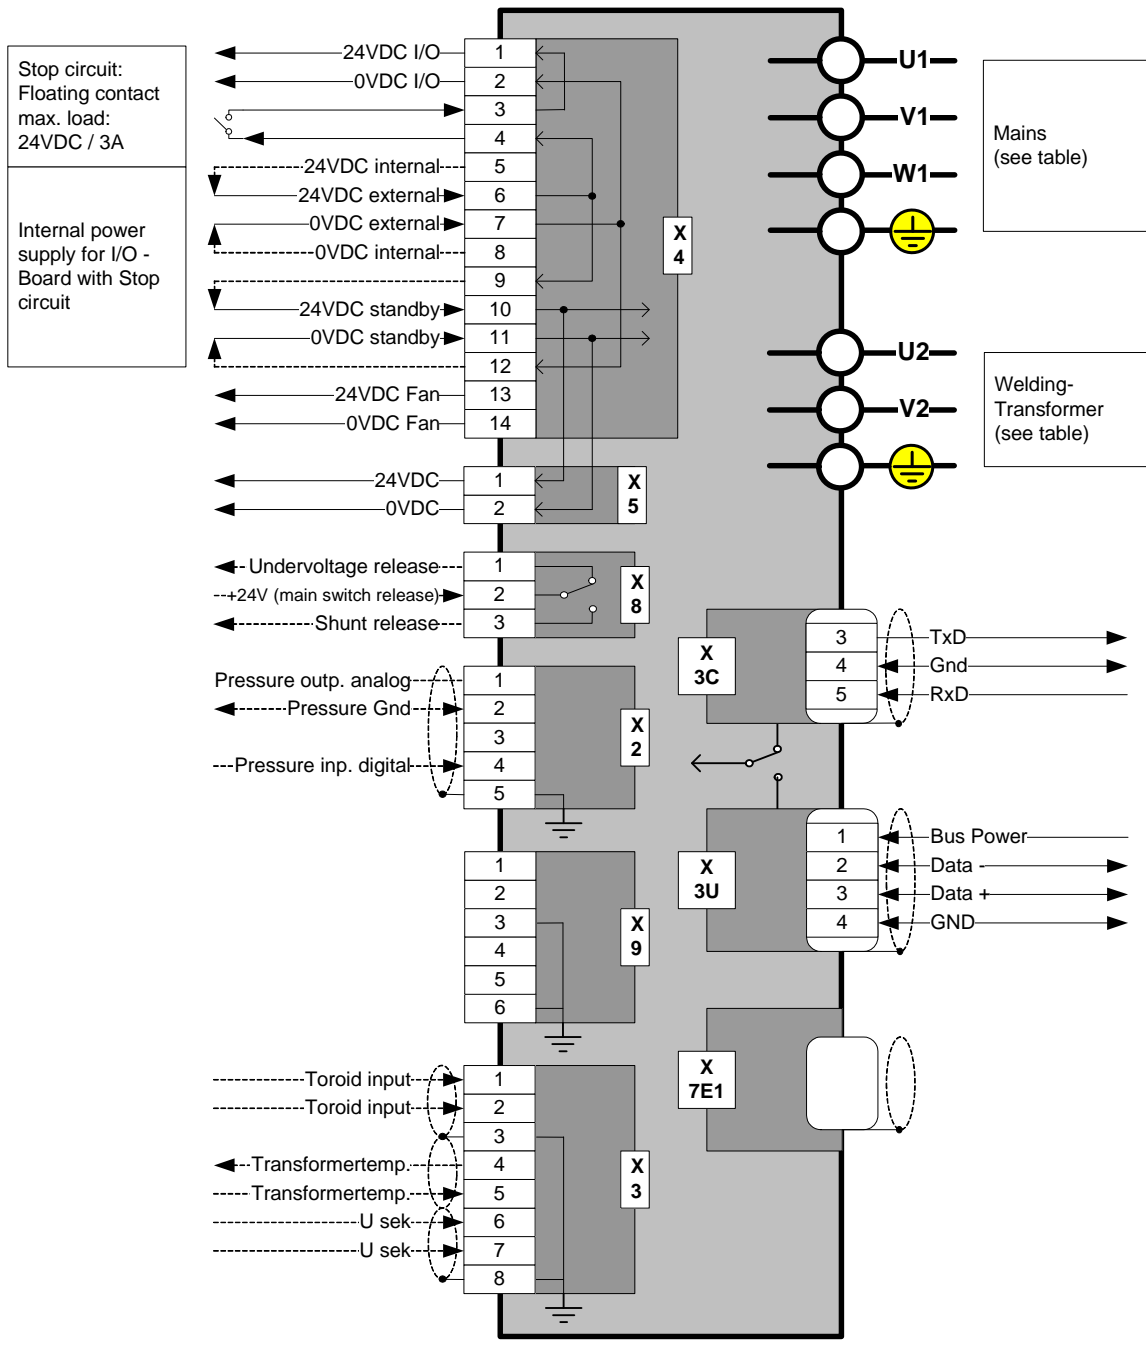 Stop circuit:
Floating contact
max. load:
24VDC / 3A
Internal power
supply for I/O -
Board with Stop
circuit
24VDC I/O 1
0VDC I/O 2
3
4
24VDC internal 5
24VDC external 6
0VDC external 7
0VDC internal 8
9
24VDC standby 10
0VDC standby 11
12
24VDC Fan 13
0VDC Fan 14
X
4
24VDC 1
0VDC 2
X
5
Undervoltage release 1
+24V (main switch release) 2
Shunt release 3
X
8
Pressure outp. analog 1
Pressure Gnd 2
3
Pressure inp. digital 4
5
X
2
1
2
3
4
5
6
X
9
Toroid input 1
Toroid input 2
3
Transformertemp. 4
Transformertemp. 5
U sek 6
U sek 7
8
X
3
U1
V1
W1
Mains
(see table)
U2
V2
Welding-
Transformer
(see table)
X
3C
3 TxD
4 Gnd
5 RxD
X
3U
1 Bus Power
2 Data -
3 Data +
4 GND
X
7E1